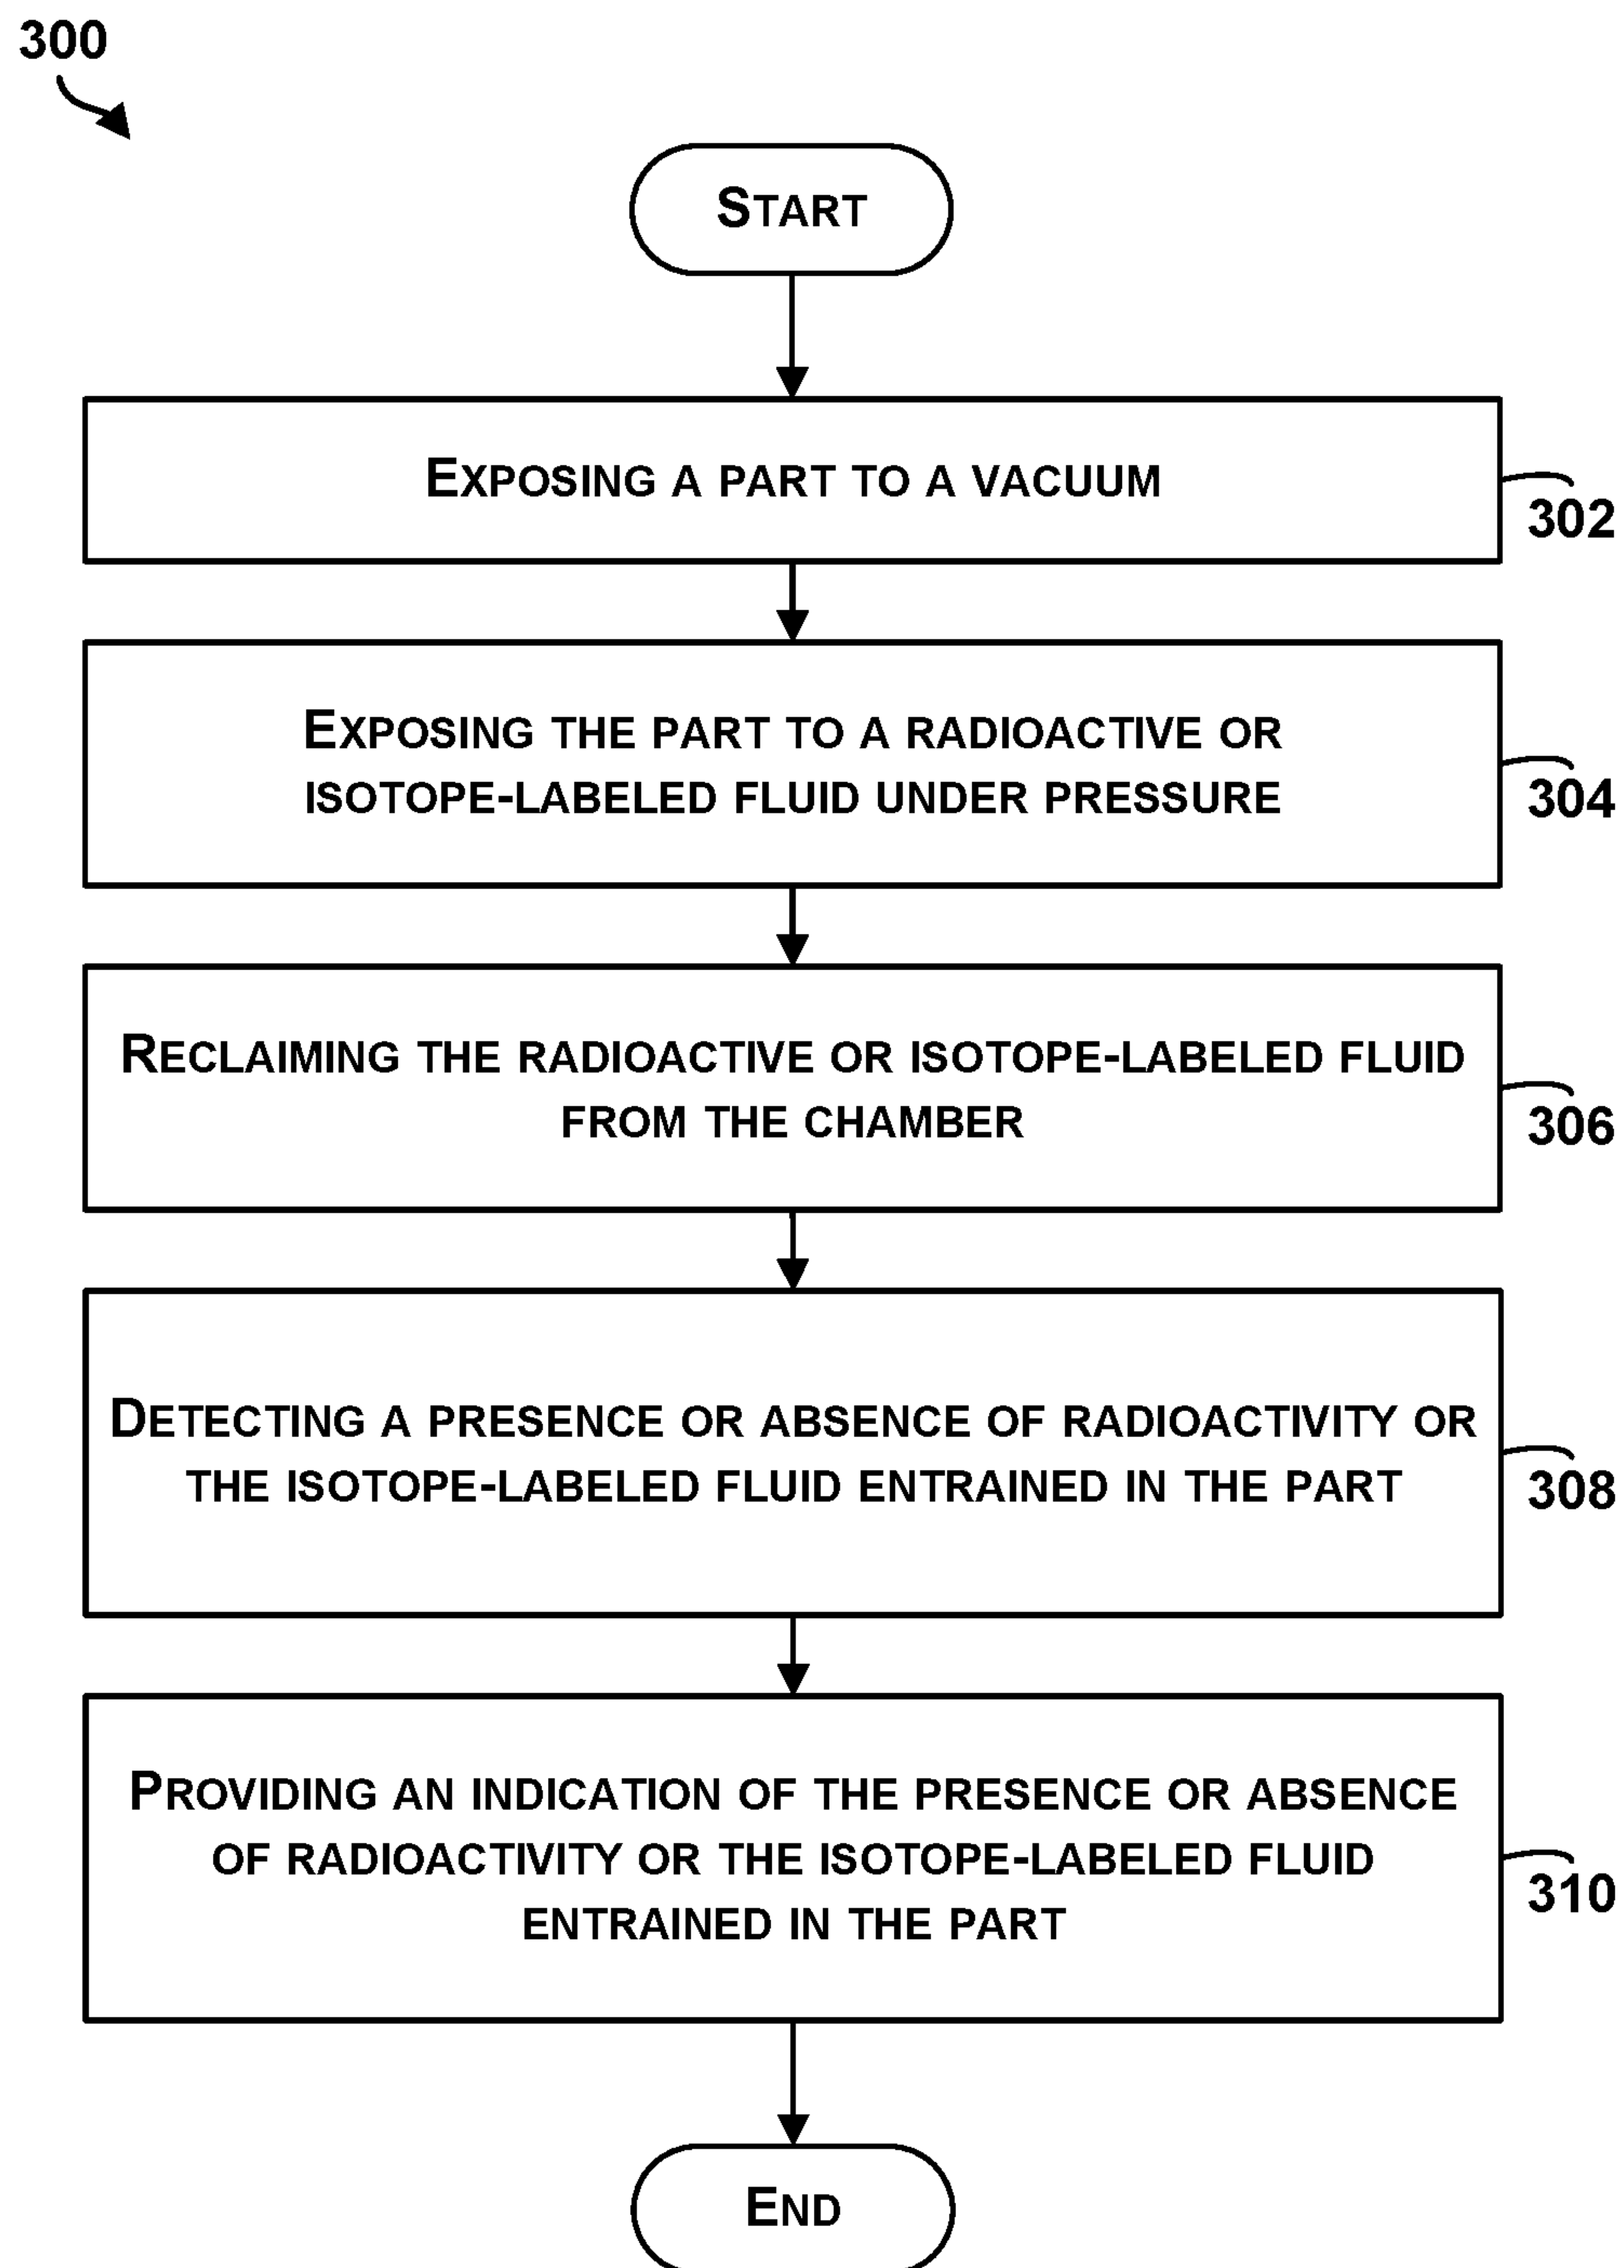 300
START
EXPOSING A PART TO A VACUUM
302
EXPOSING THE PART TO A RADIOACTIVE OR
ISOTOPE-LABELED FLUID UNDER PRESSURE
304
RECLAIMING THE RADIOACTIVE OR ISOTOPE-LABELED FLUID
FROM THE CHAMBER
306
DETECTING A PRESENCE OR ABSENCE OF RADIOACTIVITY OR
THE ISOTOPE-LABELED FLUID ENTRAINED IN THE PART
308
PROVIDING AN INDICATION OF THE PRESENCE OR ABSENCE
OF RADIOACTIVITY OR THE ISOTOPE-LABELED FLUID
ENTRAINED IN THE PART
310
END